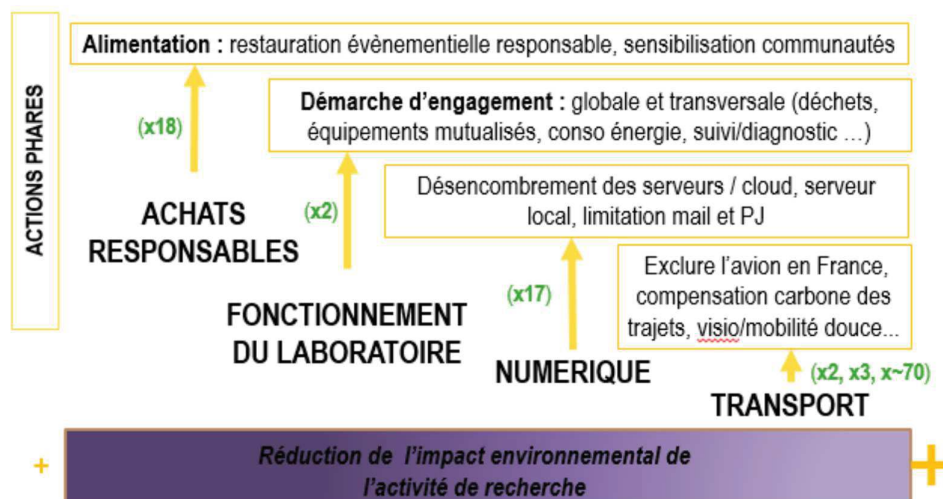 ACTIONS PHARES
Alimentation : restauration évènementielle responsable, sensibilisation communautés
(x18)
Démarche d'engagement : globale et transversale (déchets,
équipements mutualisés, conso énergie, suivi/diagnostic ...)
ACHATS
RESPONSABLES
(x2)
Désencombrement des serveurs / cloud, serveur
local, limitation mail et PJ
FONCTIONNEMENT
DU LABORATOIRE
(x17)
Exclure l'avion en France,
compensation carbone des
trajets, visio/mobilité douce...
NUMERIQUE
(x2, x3, x~70)
TRANSPORT
+
Réduction de l'impact environnemental de
l'activité de recherche
+